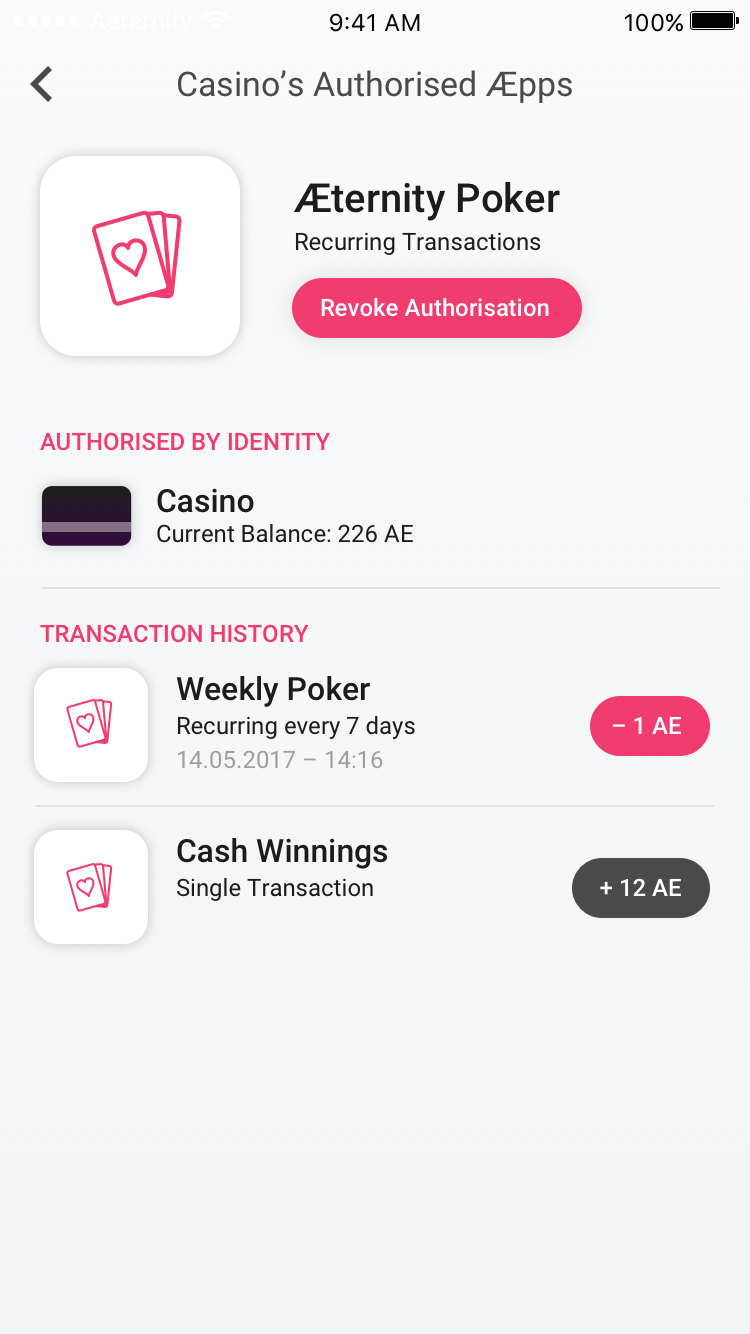 Aeternity 9:41 AM 100%
Casino’s Authorised Æpps
Æternity Poker
Recurring Transactions
Revoke Authorisation
AUTHORISED BY IDENTITY
Casino
Current Balance: 226 AE
TRANSACTION HISTORY
Weekly Poker
Recurring every 7 days
– 1 AE
14.05.2017 – 14:16
Cash Winnings
Single Transaction
+ 12 AE